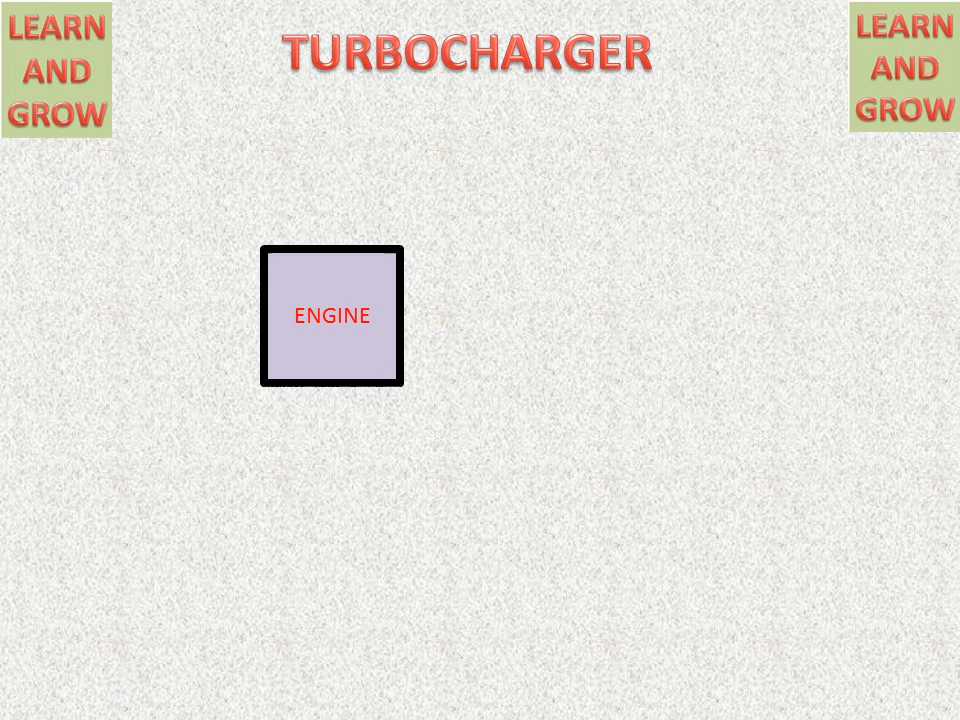 LEARN
AND
GROW
TURBOCHARGER
LEARN
AND
GROW
ENGINE